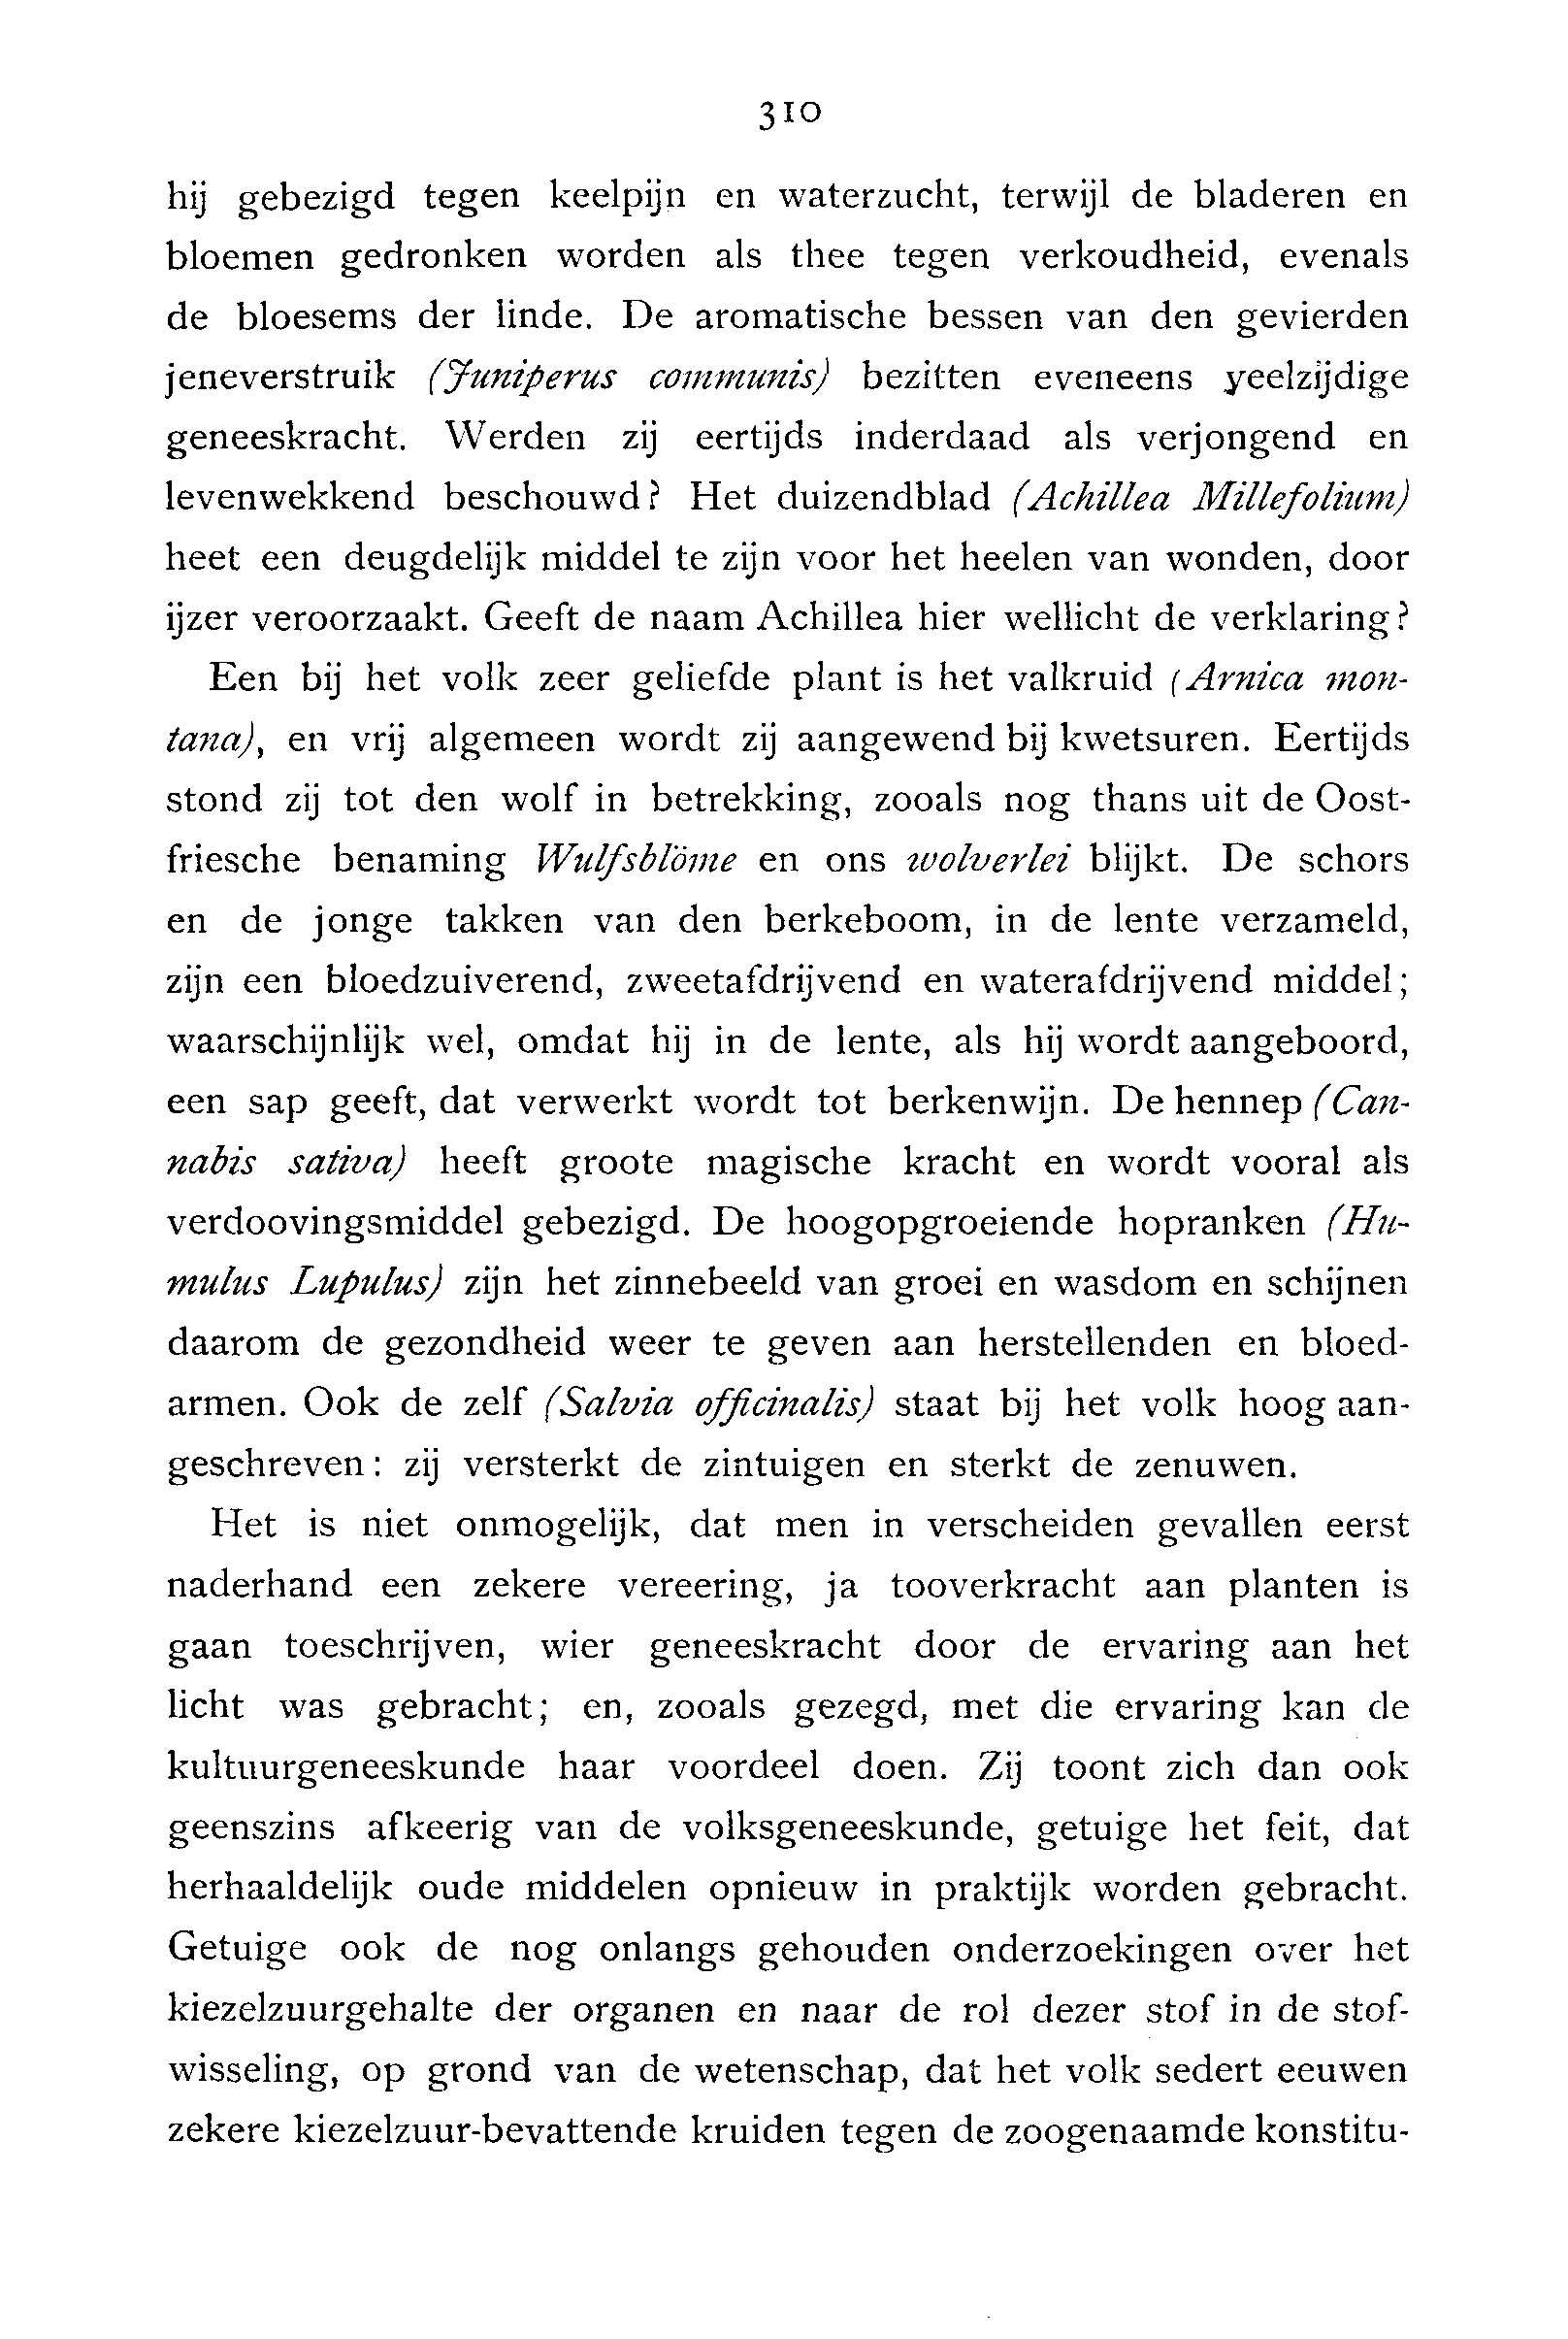 310
hij gebezigd tegen keelpijn en waterzucht, terwijl de bladeren en
bloemen gedronken worden als thee tegen verkoudheid, evenals
de bloesems der linde. De aromatische bessen van den gevierden
jeneverstruik (Juniperus communis) bezitten eveneens veelzijdige
geneeskracht. Werden zij eertijds inderdaad als verjongend en
levenwekkend beschouwd? Het duizendblad (Achillea Millefolium)
heet een deugdelijk middel te zijn voor het heelen van wonden, door
ijzer veroorzaakt. Geeft de naam Achillea hier wellicht de verklaring?
Een bij het volk zeer geliefde plant is het valkruid (Arnica mon-
tana), en vrij algemeen wordt zij aangewend bij kwetsuren. Eertijds
stond zij tot den wolf in betrekking, zooals nog thans uit de Oost-
friesche benaming Wulfsblöme en ons wolverlei blijkt. De schors
en de jonge takken van den berkeboom, in de lente verzameld,
zijn een bloedzuiverend, zweetafdrijvend en waterafdrijvend middel;
waarschijnlijk wel, omdat hij in de lente, als hij wordt aangeboord,
een sap geeft, dat verwerkt wordt tot berkenwijn. De hennep (Can-
nabis sativa) heeft groote magische kracht en wordt vooral als
verdoovingsmiddel gebezigd. De hoogopgroeiende hopranken (Hu-
mulus Lupulus) zijn het zinnebeeld van groei en wasdom en schijnen
daarom de gezondheid weer te geven aan herstellenden en bloed-
armen. Ook de zelf (Salvia officinalis) staat bij het volk hoog aan-
geschreven: zij versterkt de zintuigen en sterkt de zenuwen.
Het is niet onmogelijk, dat men in verscheiden gevallen eerst
naderhand een zekere vereering, ja tooverkracht aan planten is
gaan toeschrijven, wier geneeskracht door de ervaring aan het
licht was gebracht; en, zooals gezegd, met die ervaring kan de
kultuurgeneeskunde haar voordeel doen. Zij toont zich dan ook
geenszins afkeerig van de volksgeneeskunde, getuige het feit, dat
herhaaldelijk oude middelen opnieuw in praktijk worden gebracht.
Getuige ook de nog onlangs gehouden onderzoekingen over het
kiezelzuurgehalte der organen en naar de rol dezer stof in de stof-
wisseling, op grond van de wetenschap, dat het volk sedert eeuwen
zekere kiezelzuur-bevattende kruiden tegen de zoogenaamde konstitu-